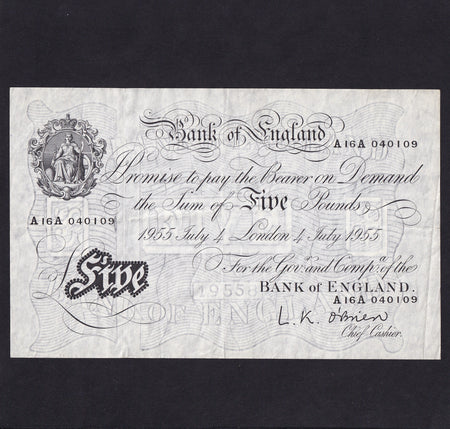 Bank of England
A16A 040109
I Promise to pay the Bearer on Demand
the Sum of Five Pounds
A16A 040109
1955 July 4 London 4 July 1955
For the Gov.r and Comp.a of the
Five
BANK OF ENGLAND.
A16A 040109
L. K. O'Brien
Chief Cashier.